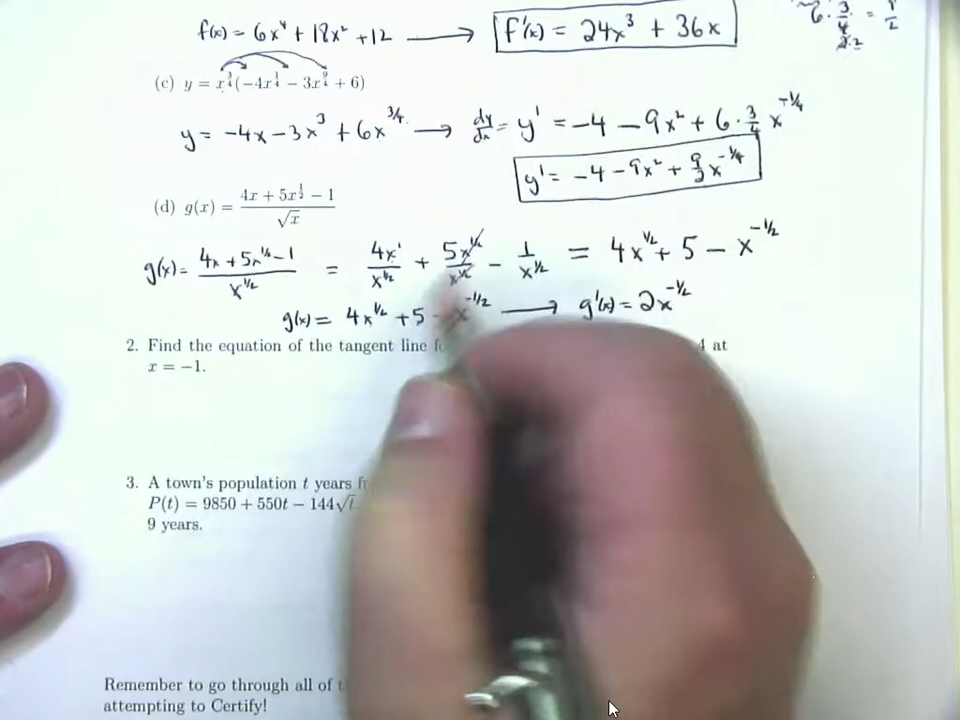 f(x) = 6x⁴ + 18x² + 12 ⟶ f'(x) = 24x³ + 36x
6 · 3/4 = 9/2
2·2
(c) y = x^{3/4}(−4x^{1/4} − 3x^{9/4} + 6)
y = −4x − 3x³ + 6x^{3/4} ⟶ dy/dx = y' = −4 − 9x² + 6 · 3/4 x^{−1/4}
y' = −4 − 9x² + 9/2 x^{−1/4}
(d) g(x) = (4x + 5x^{1/2} − 1)/√x
g(x) = (4x + 5x^{1/2} − 1)/x^{1/2} = 4x¹/x^{1/2} + 5x^{1/2}/x^{1/2} − 1/x^{1/2} = 4x^{1/2} + 5 − x^{−1/2}
g(x) = 4x^{1/2} + 5 − x^{−1/2} ⟶ g'(x) = 2x^{−1/2}
2. Find the equation of the tangent line 4 at
x = −1.
3. A town's population t years
P(t) = 9850 + 550t − 144√t.
9 years.
Remember to go through all of
attempting to Certify!